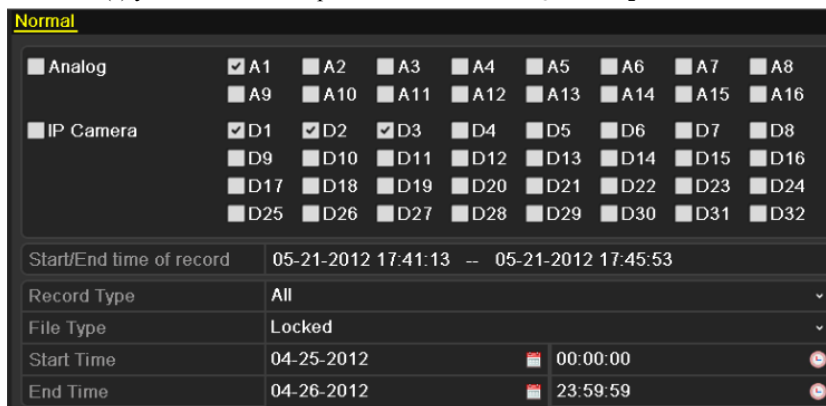 Normal
Analog A1 A2 A3 A4 A5 A6 A7 A8
A9 A10 A11 A12 A13 A14 A15 A16
IP Camera D1 D2 D3 D4 D5 D6 D7 D8
D9 D10 D11 D12 D13 D14 D15 D16
D17 D18 D19 D20 D21 D22 D23 D24
D25 D26 D27 D28 D29 D30 D31 D32
Start/End time of record 05-21-2012 17:41:13 -- 05-21-2012 17:45:53
Record Type All
File Type Locked
Start Time 04-25-2012 00:00:00
End Time 04-26-2012 23:59:59